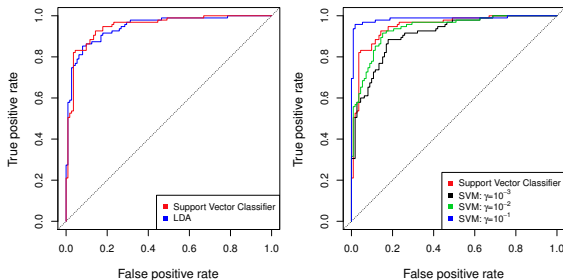 True positive rate
1.0
0.8
0.6
0.4
0.2
0.0
Support Vector Classifier
LDA
0.0 0.2 0.4 0.6 0.8 1.0
False positive rate
True positive rate
1.0
0.8
0.6
0.4
0.2
0.0
Support Vector Classifier
SVM: γ=10⁻³
SVM: γ=10⁻²
SVM: γ=10⁻¹
0.0 0.2 0.4 0.6 0.8 1.0
False positive rate